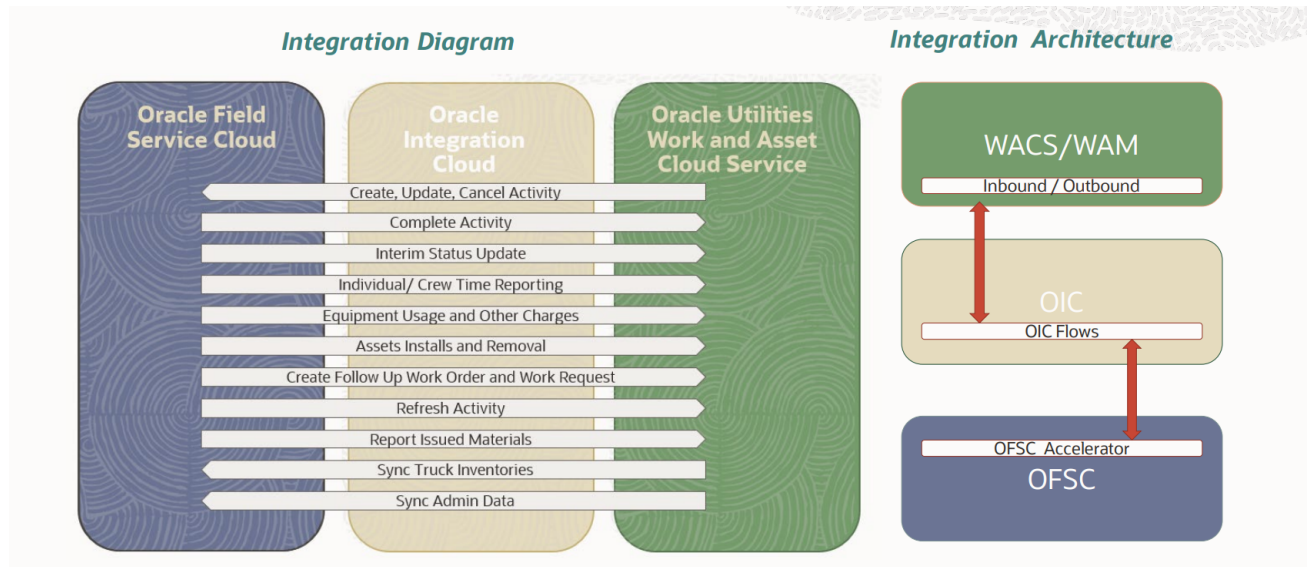 Integration Diagram
Oracle Field
Service Cloud
Oracle
Integration
Cloud
Oracle Utilities
Work and Asset
Cloud Service
Create, Update, Cancel Activity
Complete Activity
Interim Status Update
Individual/ Crew Time Reporting
Equipment Usage and Other Charges
Assets Installs and Removal
Create Follow Up Work Order and Work Request
Refresh Activity
Report Issued Materials
Sync Truck Inventories
Sync Admin Data
Integration Architecture
WACS/WAM
Inbound / Outbound
OIC
OIC Flows
OFSC Accelerator
OFSC